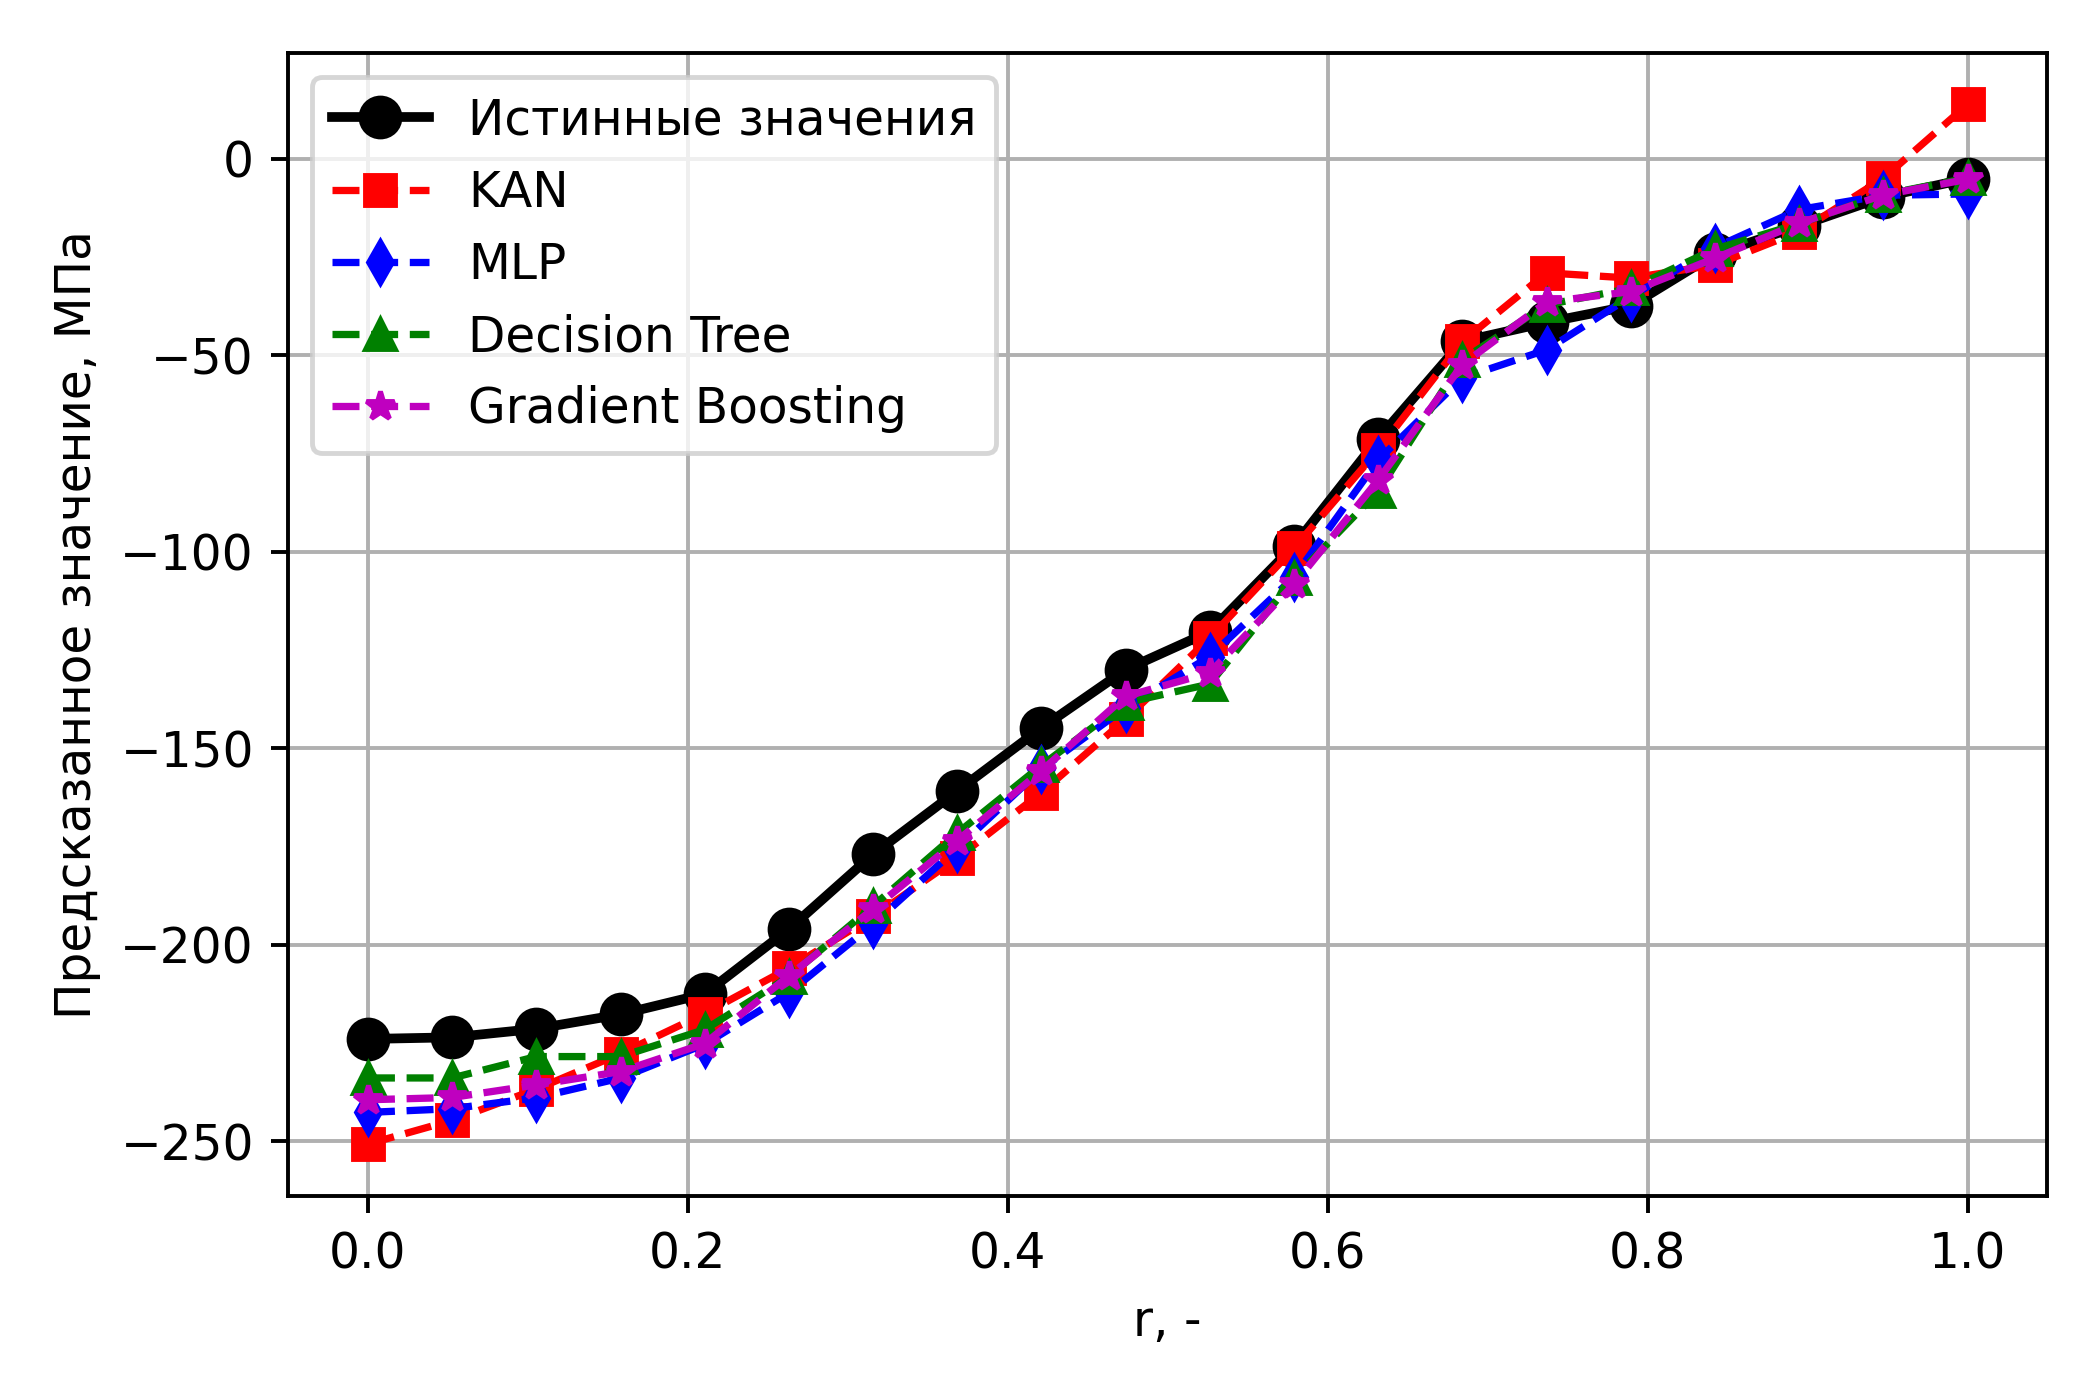 Истинные значения
KAN
MLP
Decision Tree
Gradient Boosting
0
−50
−100
−150
−200
−250
Предсказанное значение, МПа
0.0 0.2 0.4 0.6 0.8 1.0
r, -